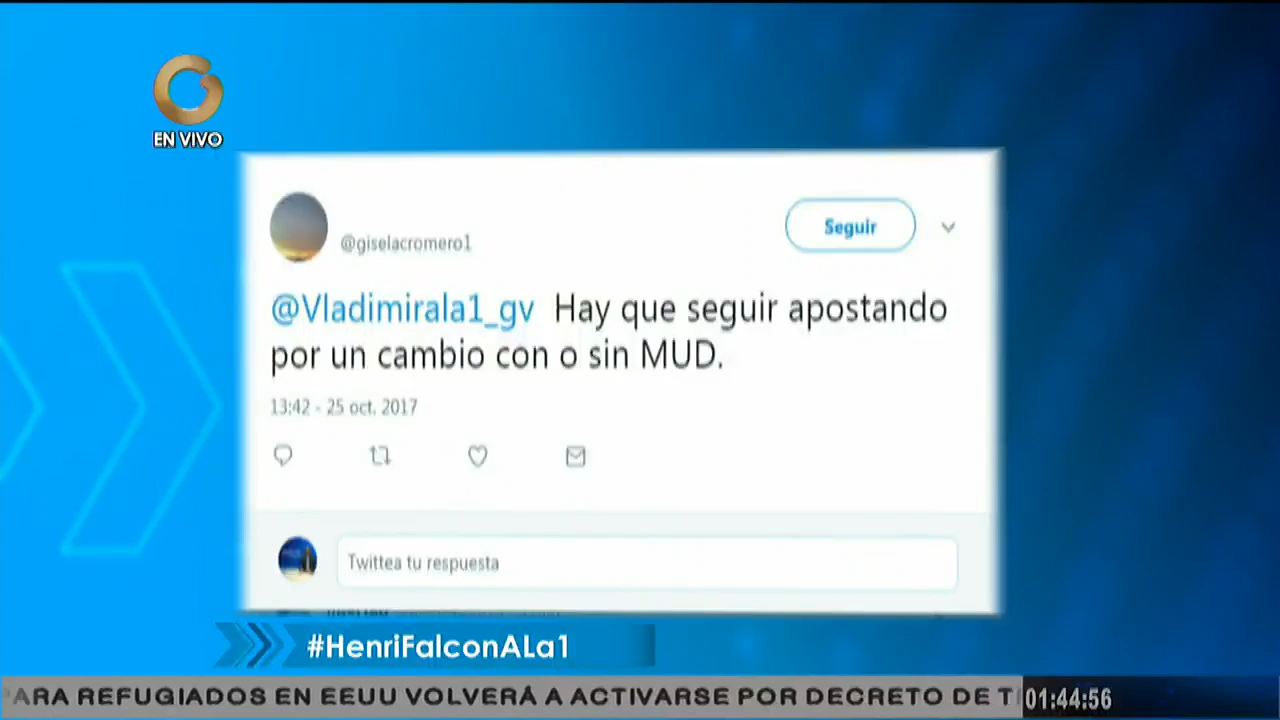 EN VIVO
@giselacromero1
Seguir
@Vladimirala1_gv Hay que seguir apostando
por un cambio con o sin MUD.
13:42 - 25 oct. 2017
Twittea tu respuesta
#HenriFalconALa1
ARA REFUGIADOS EN EEUU VOLVERÁ A ACTIVARSE POR DECRETO DE T
01:44:56